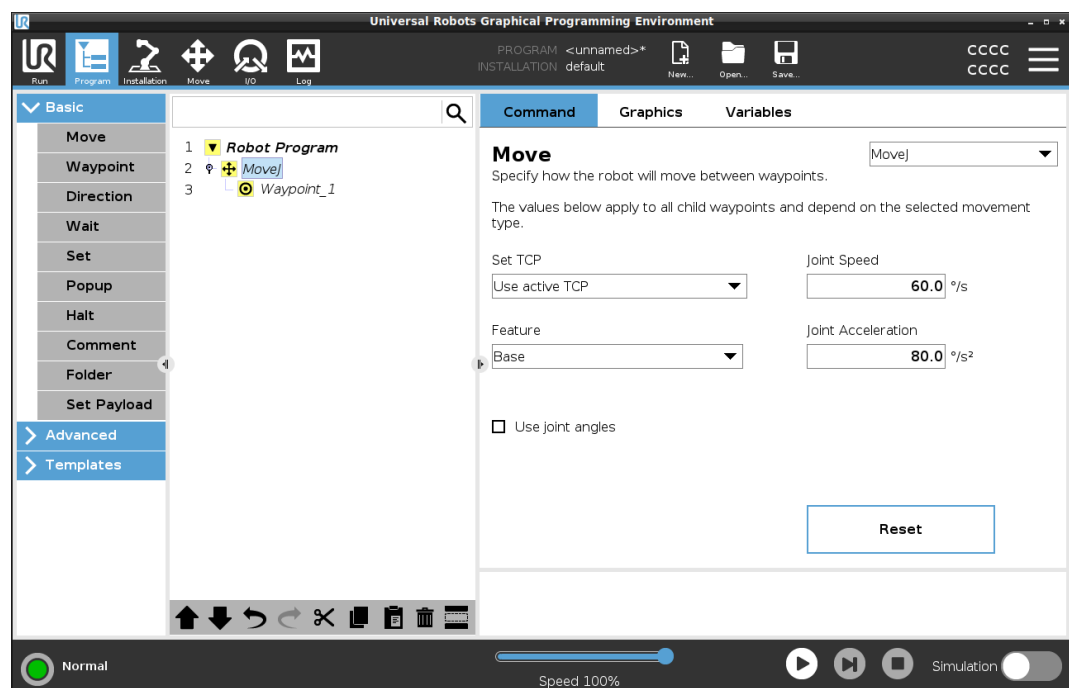 Universal Robots Graphical Programming Environment
UR
Run
Program
Installation
Move
I/O
Log
PROGRAM <unnamed>*
INSTALLATION default
New...
Open...
Save...
CCCC
CCCC
Basic
Move
Waypoint
Direction
Wait
Set
Popup
Halt
Comment
Folder
Set Payload
Advanced
Templates
1 Robot Program
2 MoveJ
3 Waypoint_1
Command Graphics Variables
Move
MoveJ
Specify how the robot will move between waypoints.
The values below apply to all child waypoints and depend on the selected movement
type.
Set TCP
Joint Speed
Use active TCP
60.0 °/s
Feature
Joint Acceleration
Base
80.0 °/s²
Use joint angles
Reset
Normal
Speed 100%
Simulation